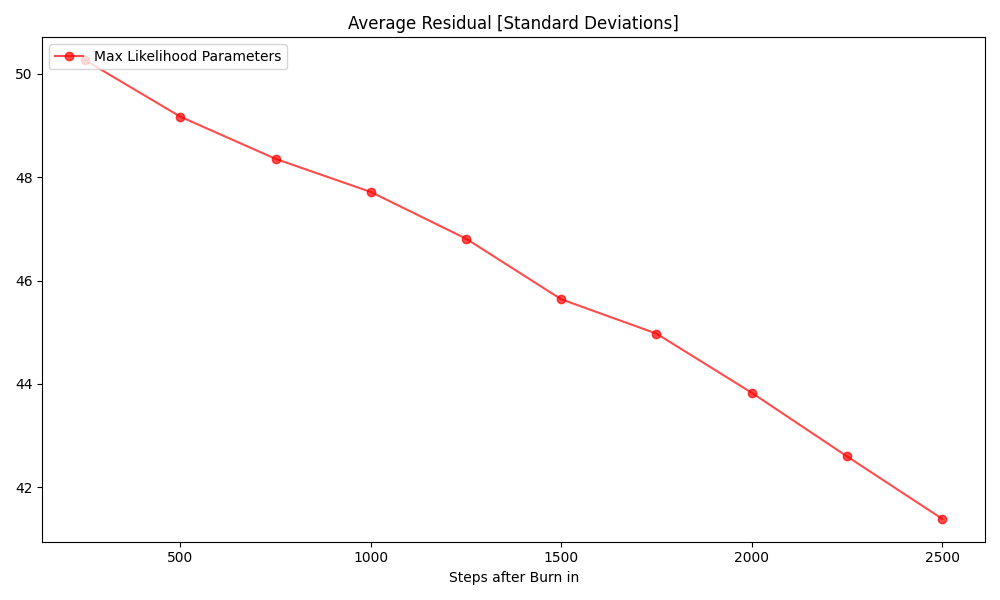 Average Residual [Standard Deviations]
Max Likelihood Parameters
50
48
46
44
42
500 1000 1500 2000 2500
Steps after Burn in